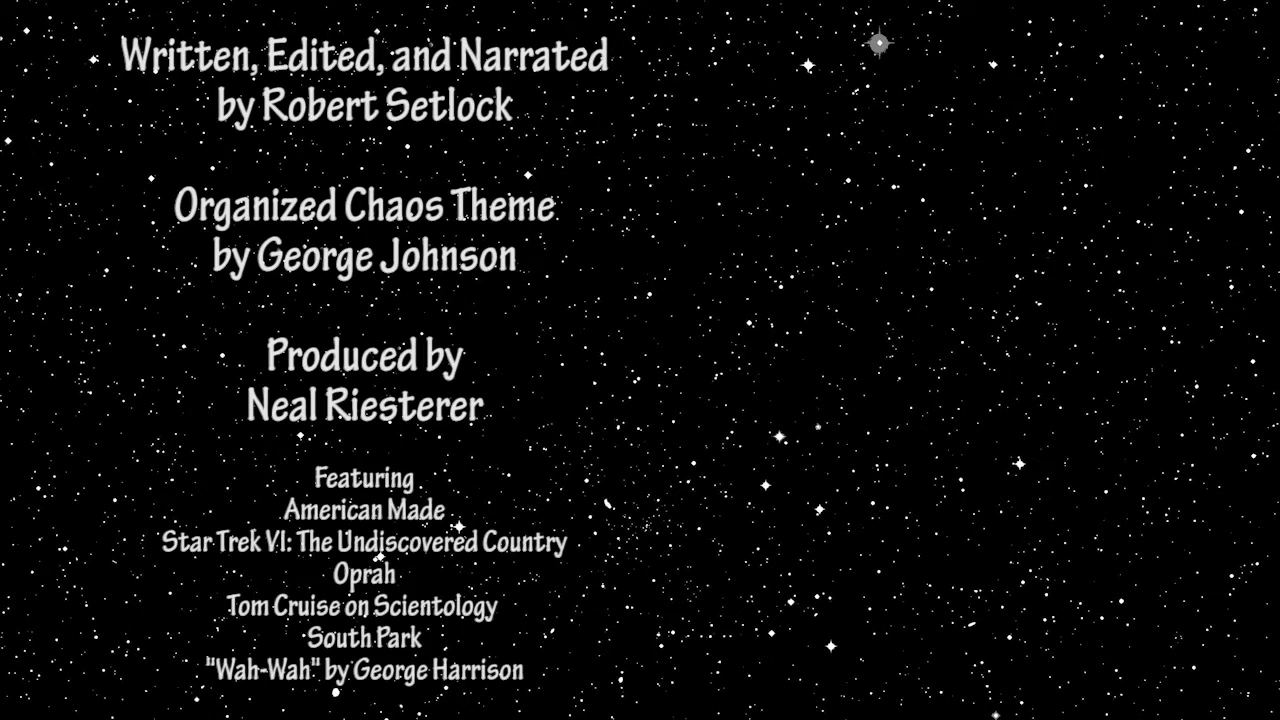 Written, Edited, and Narrated
by Robert Setlock
Organized Chaos Theme
by George Johnson
Produced by
Neal Riesterer
Featuring
American Made
Star Trek VI: The Undiscovered Country
Oprah
Tom Cruise on Scientology
South Park
"Wah-Wah" by George Harrison